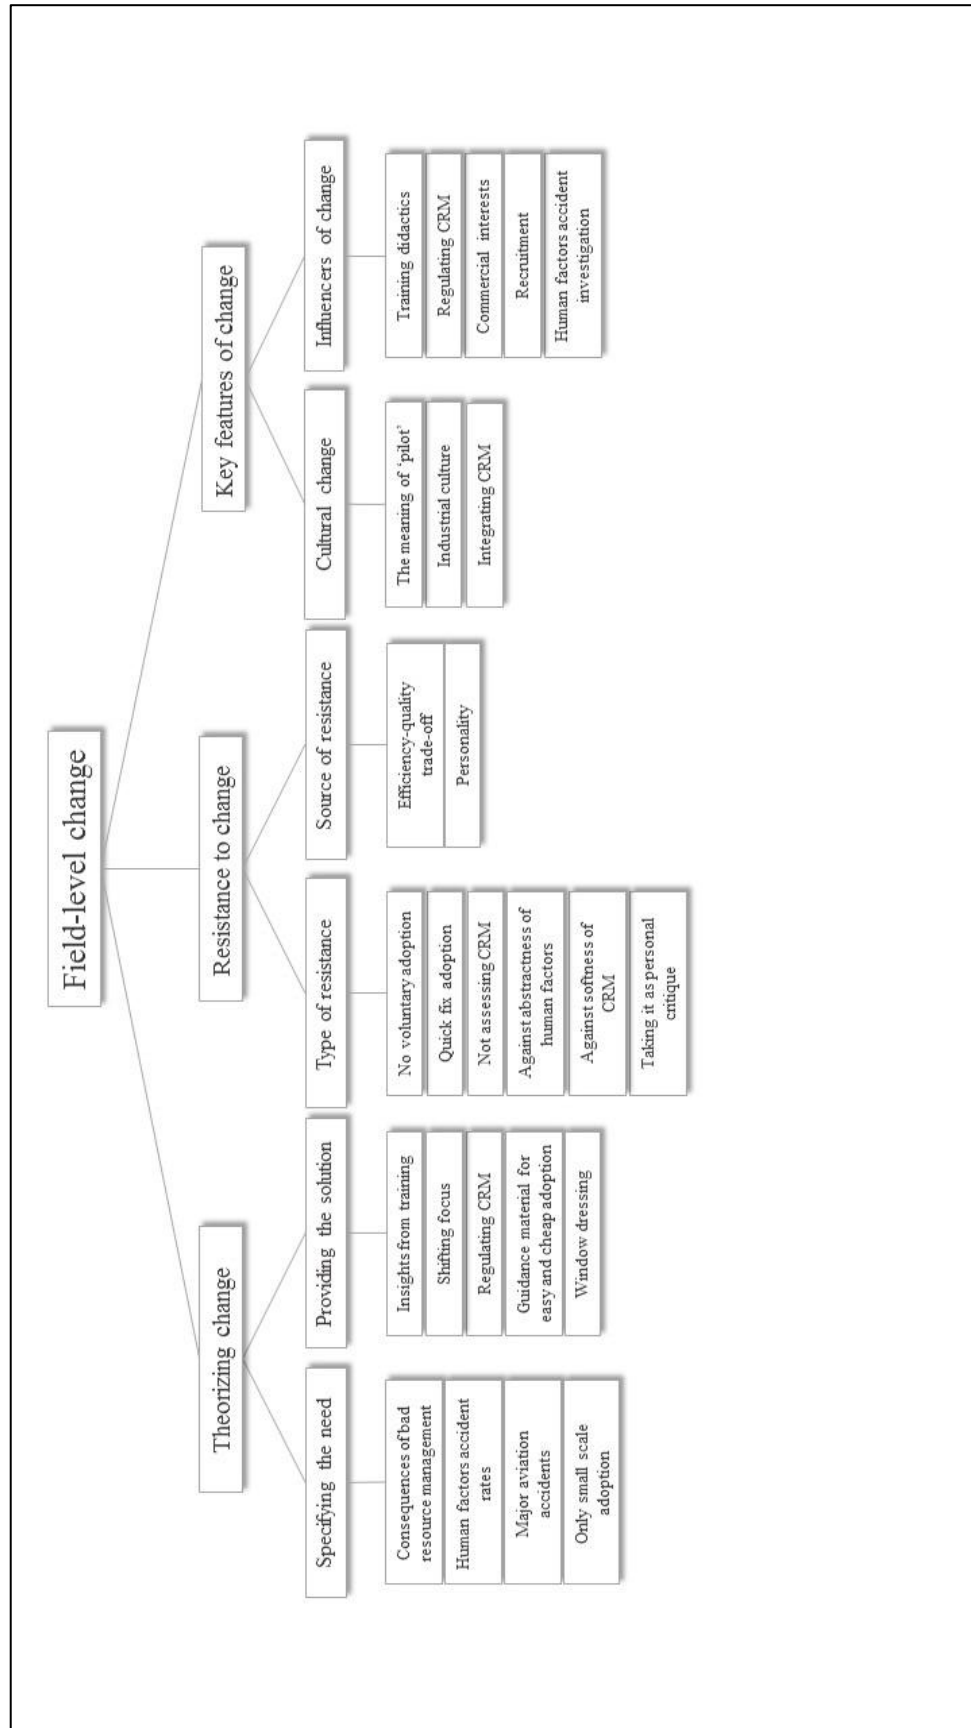 Field-level change
Theorizing change
Resistance to change
Key features of change
Specifying the need
Providing the solution
Type of resistance
Source of resistance
Cultural change
Influencers of change
Consequences of bad
resource management
Human factors accident
rates
Major aviation
accidents
Only small scale
adoption
Insights from training
Shifting focus
Regulating CRM
Guidance material for
easy and cheap adoption
Window dressing
No voluntary adoption
Quick fix adoption
Not assessing CRM
Against abstractness of
human factors
Against softness of
CRM
Taking it as personal
critique
Efficiency-quality
trade-off
Personality
The meaning of ‘pilot’
Industrial culture
Integrating CRM
Training didactics
Regulating CRM
Commercial interests
Recruitment
Human factors accident
investigation